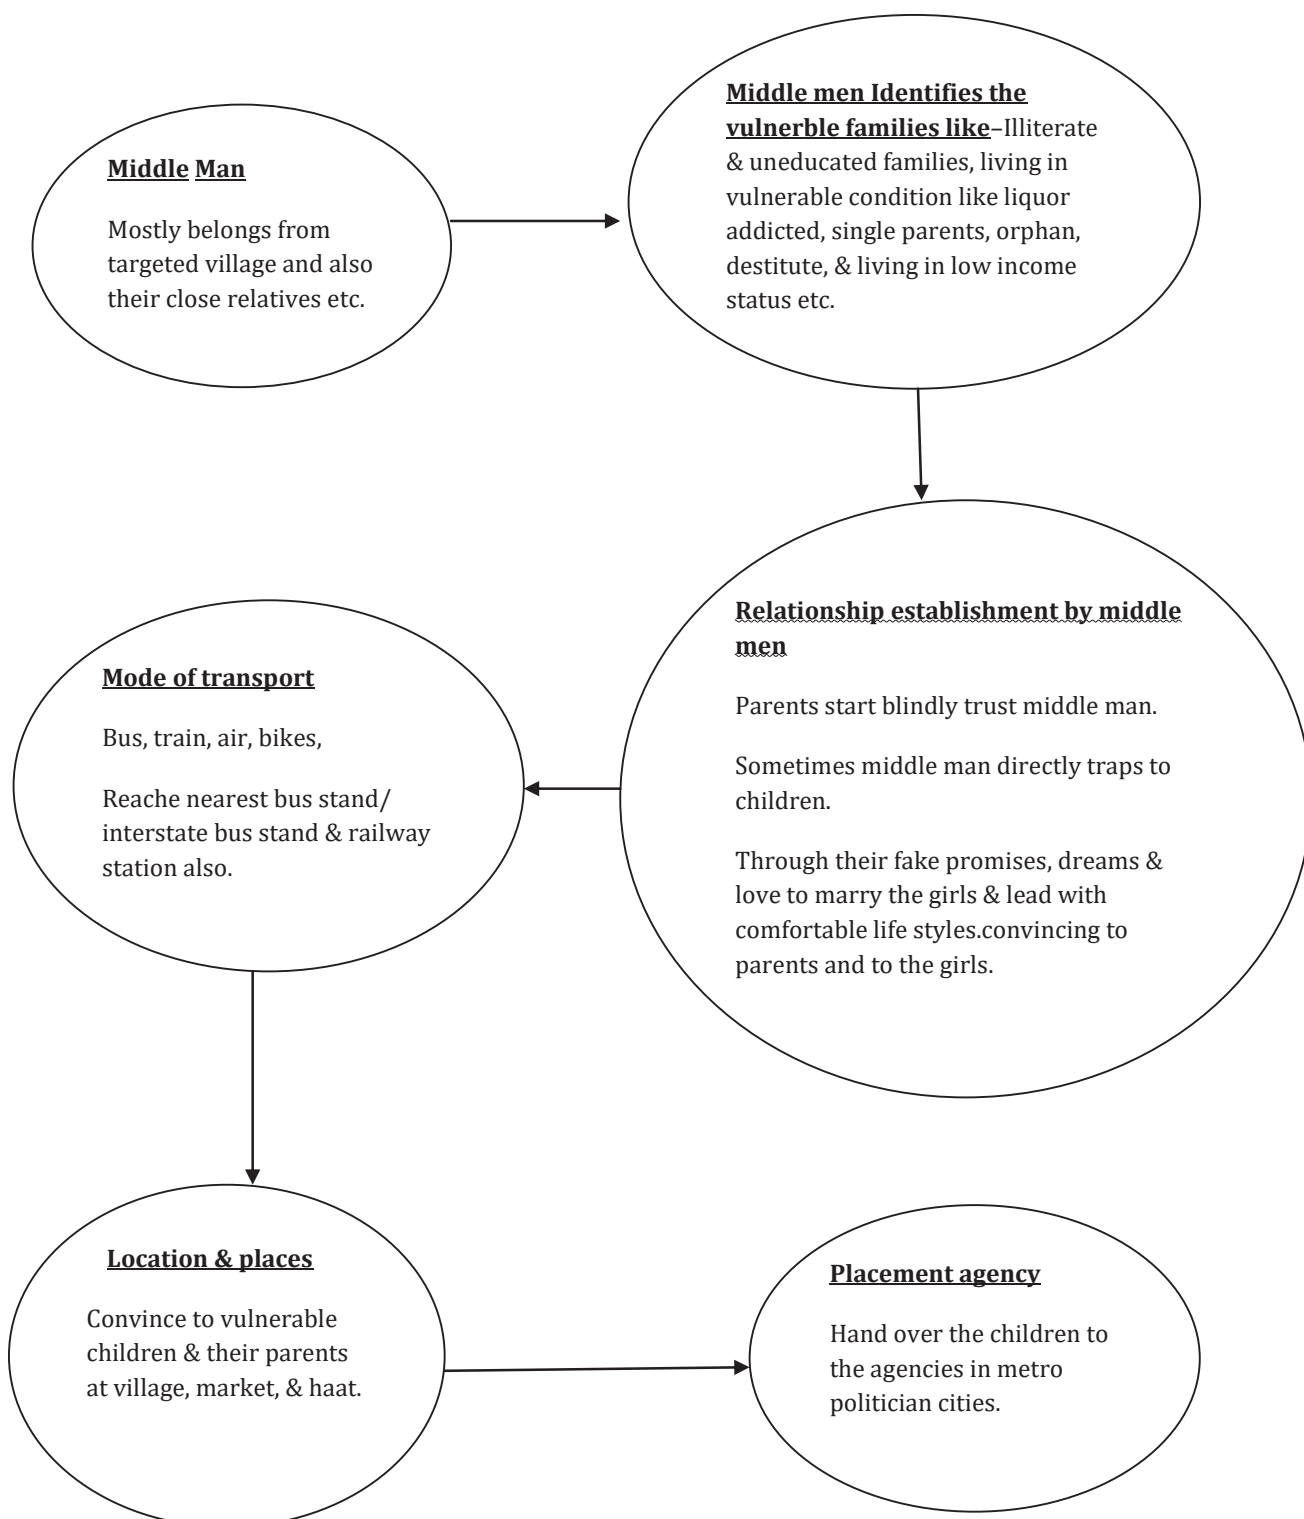 Middle Man
Mostly belongs from
targeted village and also
their close relatives etc.
Middle men Identifies the
vulnerble families like–Illiterate
& uneducated families, living in
vulnerable condition like liquor
addicted, single parents, orphan,
destitute, & living in low income
status etc.
Relationship establishment by middle
men
Parents start blindly trust middle man.
Sometimes middle man directly traps to
children.
Through their fake promises, dreams &
love to marry the girls & lead with
comfortable life styles.convincing to
parents and to the girls.
Mode of transport
Bus, train, air, bikes,
Reache nearest bus stand/
interstate bus stand & railway
station also.
Location & places
Convince to vulnerable
children & their parents
at village, market, & haat.
Placement agency
Hand over the children to
the agencies in metro
politician cities.